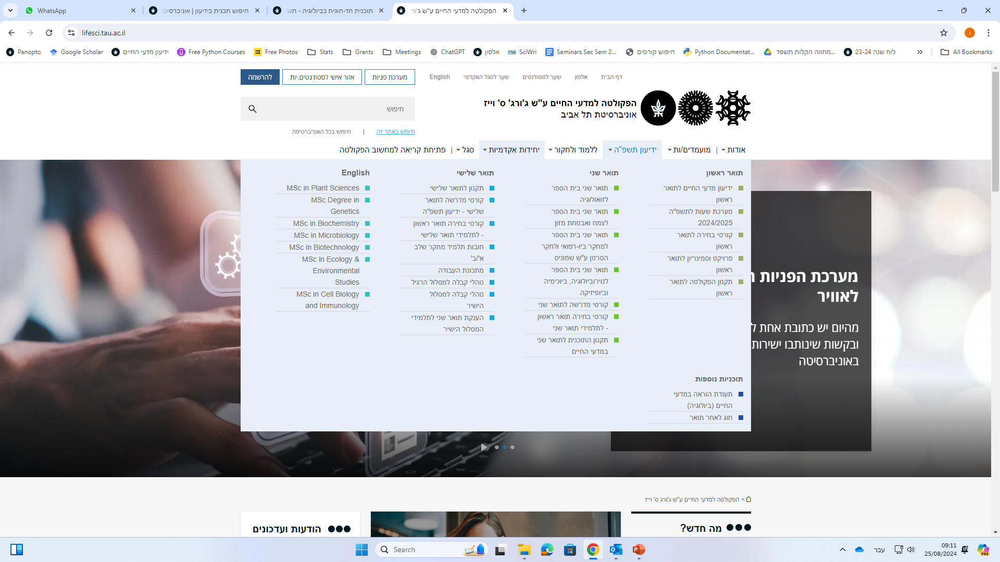 WhatsApp
חיפוש תכנית בידיעון | אוניברסיטי
תוכנית חד-חוגית בביולוגיה - תשו
הפקולטה למדעי החיים ע"ש ג'ורג
lifesci.tau.ac.il
Panopto
Google Scholar
ידיעון מדעי החיים
Free Python Courses
Free Photos
Stats
Grants
Meetings
ChatGPT
אלפון
SciWri
Seminars Sec Sem 2...
חיפוש קורסים
Python Documentat...
מתווה הקלות תשפד...
לוח שנה 23-24
All Bookmarks
דף הבית
אלפון
שער לסטודנטים
שער לסגל האקדמי
English
מערכת פניות
אזור אישי לסטודנטים.יות
להרשמה
הפקולטה למדעי החיים ע"ש ג'ורג' ס' וייז
אוניברסיטת תל אביב
חיפוש
חיפוש באתר זה | חיפוש בכל האוניברסיטה
אודות | מועמדים/ות ידיעון תשפ"ה ללמוד ולחקור יחידות אקדמיות סגל | פתיחת קריאה למחשוב הפקולטה
תואר ראשון
ידיעון מדעי החיים לתואר
ראשון
מערכת שעות לתשפ"ה
2024/2025
קורסי בחירה לתואר
ראשון
פרויקט וסמינריון לתואר
ראשון
תקנון הפקולטה לתואר
ראשון
תואר שני
תואר שני בית הספר
לזואולוגיה
תואר שני בית הספר
לצמח ואבטחת מזון
תואר שני בית הספר
למחקר ביו-רפואי ולחקר
הסרטן ע"ש שמוניס
תואר שני בית הספר
לנוירוביולוגיה, ביוכימיה
וביופיזיקה
קורסי מדרשה לתואר שני
קורסי בחירה תואר ראשון
- לתלמידי תואר שני
תקנון התוכנית לתואר שני
במדעי החיים
תואר שלישי
תקנון לתואר שלישי
קורסי מדרשה לתואר
שלישי - ידיעון תשפ"ה
קורסי בחירה תואר ראשון
- לתלמידי תואר שלישי
חובות תלמיד מחקר שלב
א'/ב'
מתכונת העבודה
נוהלי קבלה למסלול הרגיל
נוהלי קבלה למסלול
הישיר
הענקת תואר שני לתלמידי
המסלול הישיר
English
MSc in Plant Sciences
MSc Degree in
Genetics
MSc in Biochemistry
MSc in Microbiology
MSc in Biotechnology
MSc in Ecology &
Environmental
Studies
MSc in Cell Biology
and Immunology
תוכניות נוספות
תעודת הוראה במדעי
החיים (ביולוגיה)
חוג לאחר תואר
מערכת הפניות ה
לאוויר
מהיום יש כתובת אחת ל
ובקשות שינותבו ישירות
באוניברסיטה
> הפקולטה למדעי החיים ע"ש ג'ורג ס' וייז
מה חדש?
הודעות ועדכונים
Search
עבר
09:11
25/08/2024
PRE